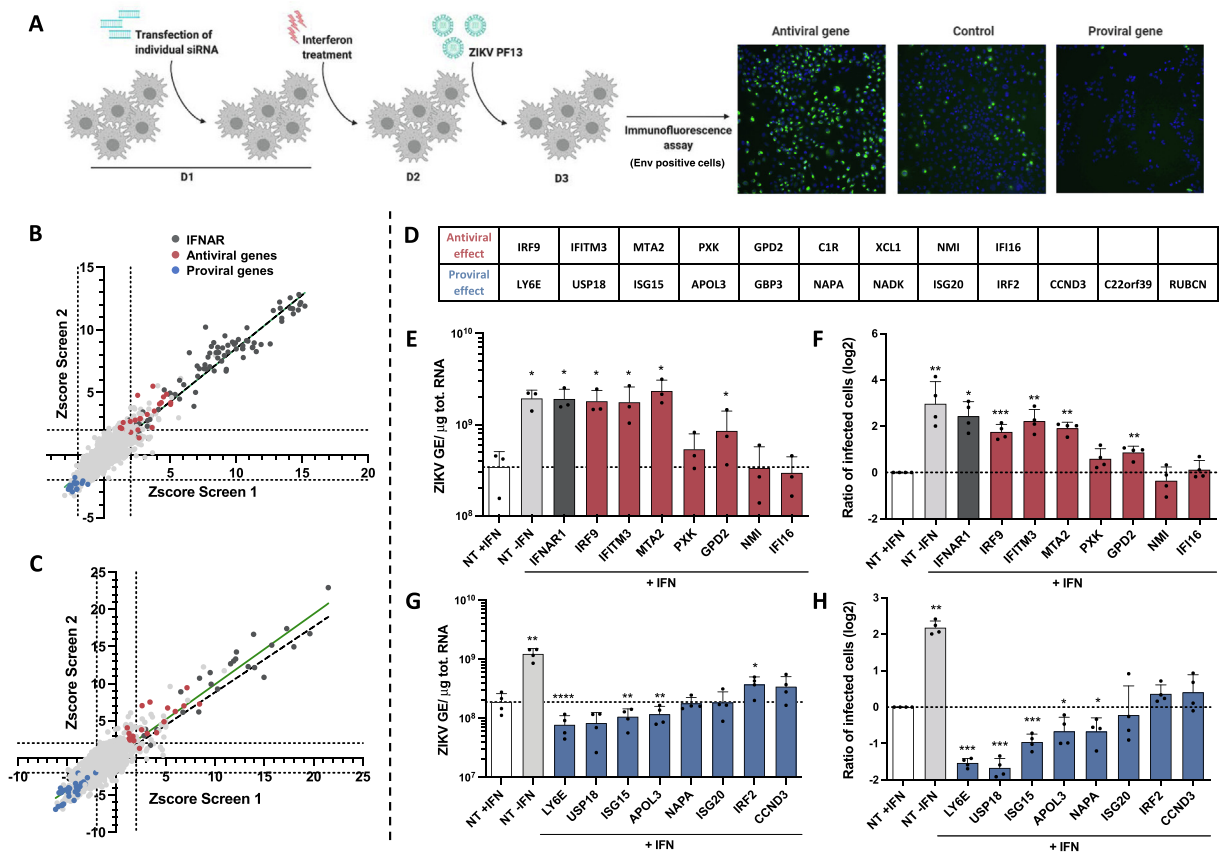 A
Transfection of
individual siRNA
Interferon
treatment
ZIKV PF13
D1
D2
D3
Immunofluorescence
assay
(Env positive cells)
Antiviral gene
Control
Proviral gene
B
IFNAR
Antiviral genes
Proviral genes
Zscore Screen 2
15
10
5
-5
5
10
15
20
Zscore Screen 1
C
Zscore Screen 2
25
20
15
10
5
-5
-10
-10
-5
5
10
15
20
25
Zscore Screen 1
D
Antiviral effect IRF9 IFITM3 MTA2 PXK GPD2 C1R XCL1 NMI IFI16
Proviral effect LY6E USP18 ISG15 APOL3 GBP3 NAPA NADK ISG20 IRF2 CCND3 C22orf39 RUBCN
E
ZIKV GE/ µg tot. RNA
10^10
10^9
10^8
* * * * * *
NT +IFN NT -IFN IFNAR1 IRF9 IFITM3 MTA2 PXK GPD2 NMI IFI16
+ IFN
F
Ratio of infected cells (log2)
6
4
2
0
-2
** * *** ** ** **
NT +IFN NT -IFN IFNAR1 IRF9 IFITM3 MTA2 PXK GPD2 NMI IFI16
+ IFN
G
ZIKV GE/ µg tot. RNA
10^10
10^9
10^8
10^7
** **** ** ** *
NT +IFN NT -IFN LY6E USP18 ISG15 APOL3 NAPA ISG20 IRF2 CCND3
+ IFN
H
Ratio of infected cells (log2)
3
2
1
0
-1
-2
** *** *** *** * *
NT +IFN NT -IFN LY6E USP18 ISG15 APOL3 NAPA ISG20 IRF2 CCND3
+ IFN